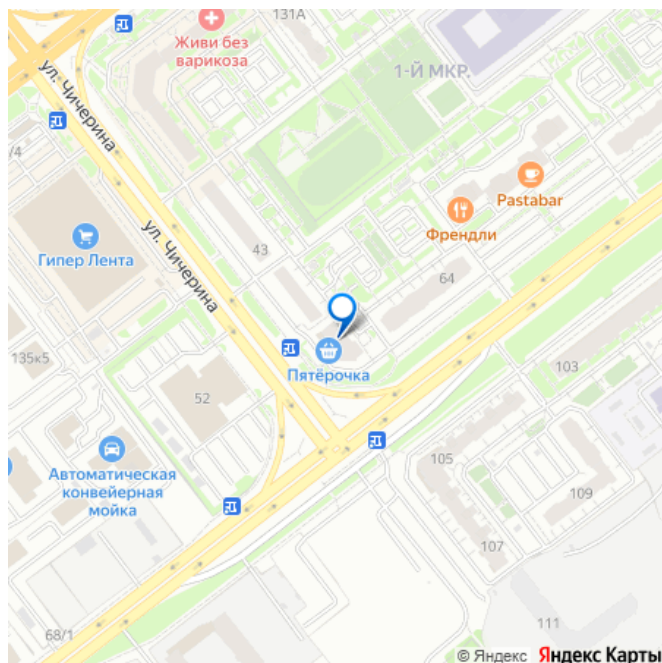 131А
Живи без
варикоза
1-Й МКР.
ул. Чичерина
/4
Pastabar
Френдли
ул. Чичерина
43
Гипер Лента
64
135к5
Пятёрочка
103
52
105
Автоматическая
конвейерная
мойка
109
107
68/1
111
© Яндекс Яндекс Карты